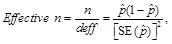 Effective n = n/deff = p̂(1−p̂)/[SE(p̂)]²,